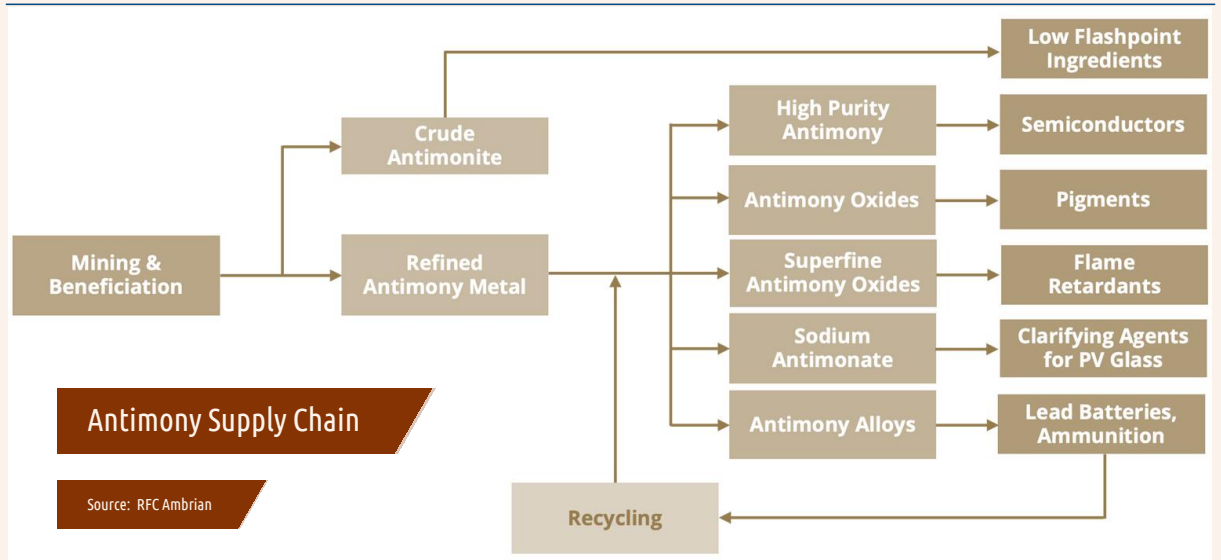 Low Flashpoint
Ingredients
High Purity
Antimony
Semiconductors
Crude
Antimonite
Antimony Oxides
Pigments
Mining &
Beneficiation
Refined
Antimony Metal
Superfine
Antimony Oxides
Flame
Retardants
Sodium
Antimonate
Clarifying Agents
for PV Glass
Antimony Supply Chain
Antimony Alloys
Lead Batteries,
Ammunition
Source: RFC Ambrian
Recycling